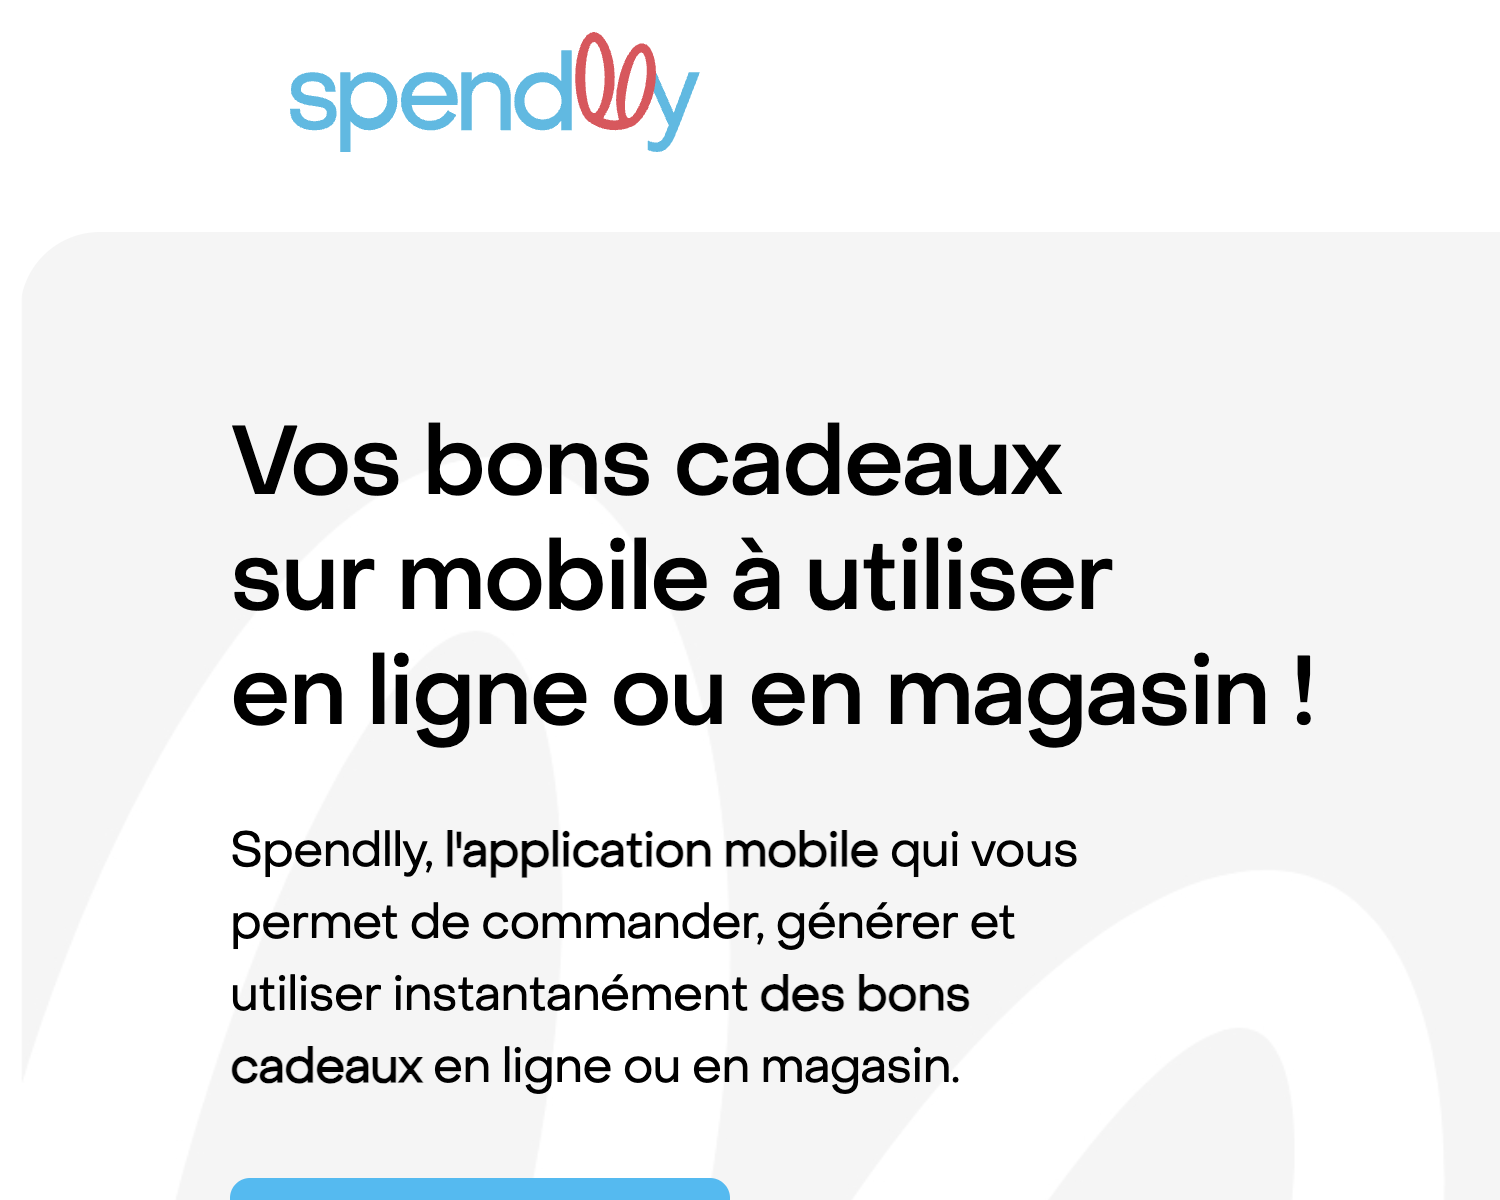 spendlly
Vos bons cadeaux
sur mobile à utiliser
en ligne ou en magasin !
Spendlly, l'application mobile qui vous
permet de commander, générer et
utiliser instantanément des bons
cadeaux en ligne ou en magasin.